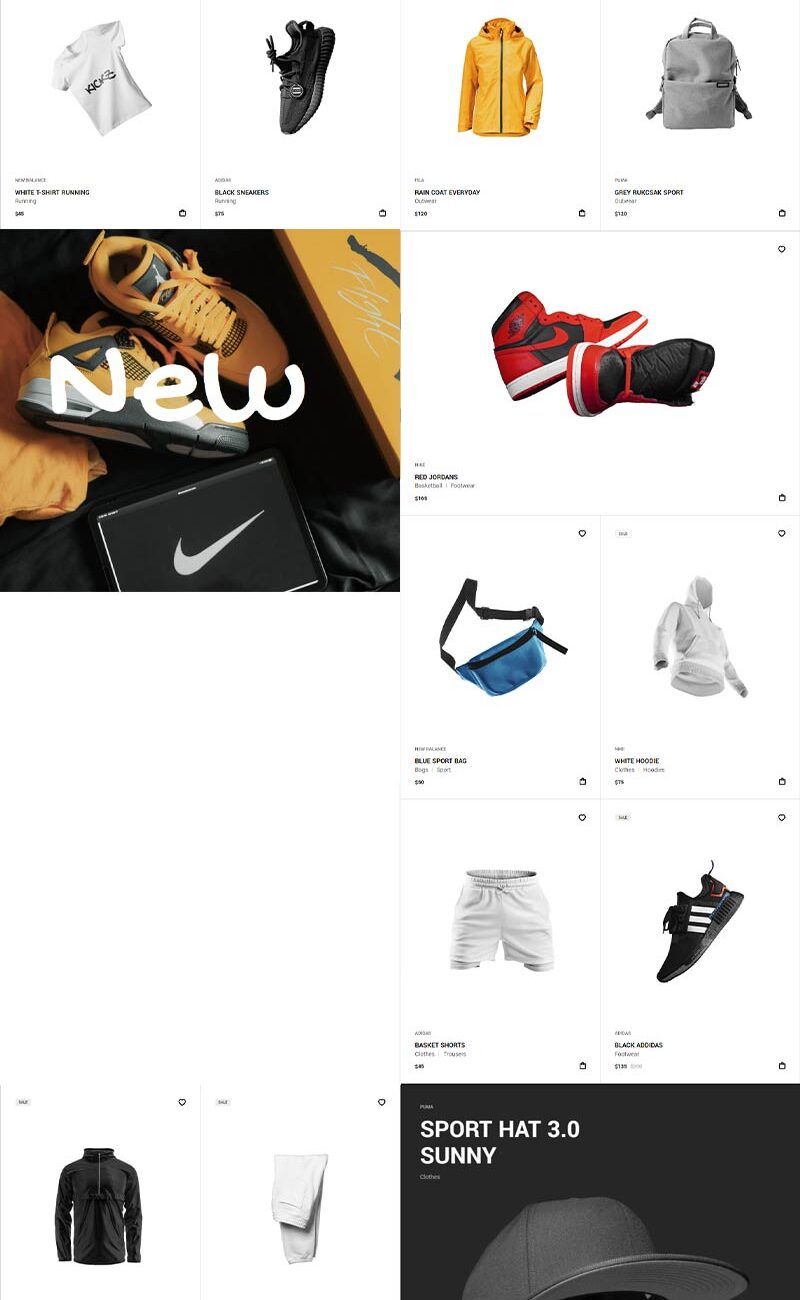 KICKZ
NEW BALANCE
WHITE T-SHIRT RUNNING
Running
$45
ADIDAS
BLACK SNEAKERS
Running
$75
FILA
RAIN COAT EVERYDAY
Outwear
$120
PUMA
GREY RUKCSAK SPORT
Outwear
$120
Flight
New
NIKE
RED JORDANS
Basketball | Footwear
$166
NEW BALANCE
BLUE SPORT BAG
Bags | Sport
$50
SALE
NIKE
WHITE HOODIE
Clothes | Hoodies
$75
ADIDAS
BASKET SHORTS
Clothes | Trousers
$45
SALE
ADIDAS
BLACK ADDIDAS
Footwear
$135
SALE
SALE
PUMA
SPORT HAT 3.0
SUNNY
Clothes